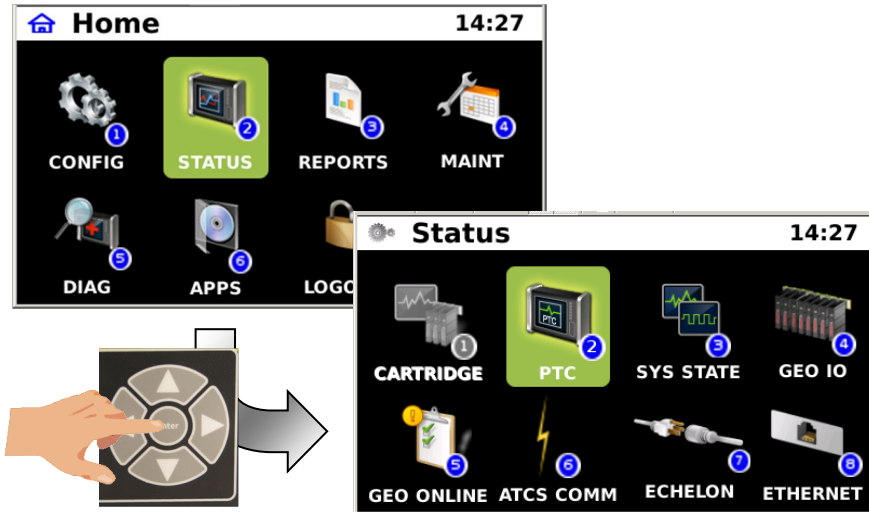 Home 14:27
1 2 3 4
CONFIG STATUS REPORTS MAINT
5 6
DIAG APPS LOGO
Status 14:27
PTC
1 2 3 4
CARTRIDGE PTC SYS STATE GEO IO
5 6 7 8
GEO ONLINE ATCS COMM ECHELON ETHERNET